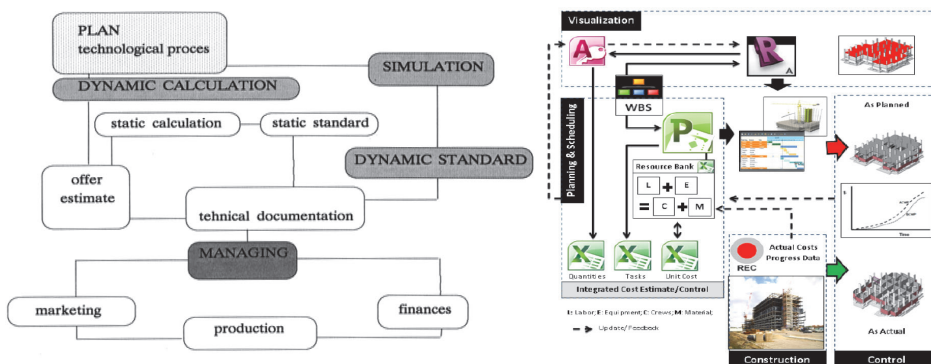 PLAN
technological proces
SIMULATION
DYNAMIC CALCULATION
static calculation
static standard
DYNAMIC STANDARD
offer
estimate
tehnical documentation
MANAGING
marketing
finances
production
Visualization
A
R
A
WBS
Planning & Scheduling
P
Resource Bank
L + E
= C + M
As Planned
Time
Quantities
Tasks
Unit Cost
Integrated Cost Estimate/Control
REC
Actual Costs
Progress Data
L: Labor; E: Equipment; C: Crews; M: Material;
Update/ Feedback
As Actual
Construction
Control